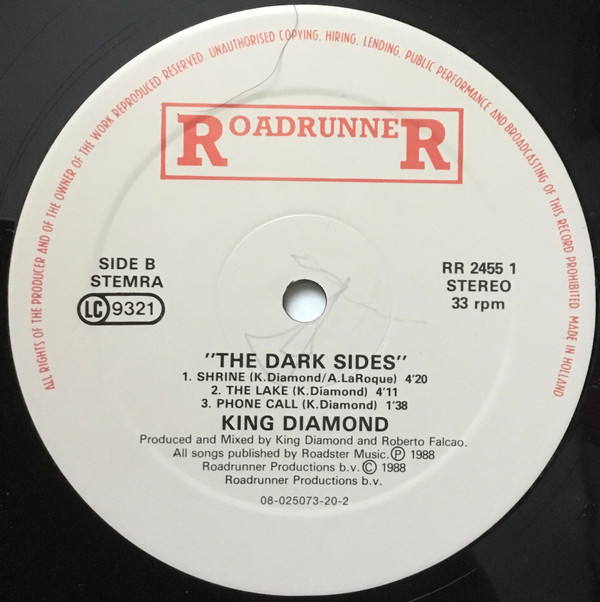 ALL RIGHTS OF THE PRODUCER AND OF THE OWNER OF THE WORK REPRODUCED RESERVED UNAUTHORISED COPYING, HIRING, LENDING, PUBLIC PERFORMANCE AND BROADCASTING OF THIS RECORD PROHIBITED MADE IN HOLLAND
ROADRUNNER
SIDE B
STEMRA
LC 9321
RR 2455 1
STEREO
33 rpm
"THE DARK SIDES"
1. SHRINE (K.Diamond/A.LaRoque) 4'20
2. THE LAKE (K.Diamond) 4'11
3. PHONE CALL (K.Diamond) 1'38
KING DIAMOND
Produced and Mixed by King Diamond and Roberto Falcao.
All songs published by Roadster Music. Ⓟ 1988
Roadrunner Productions b.v. © 1988
Roadrunner Productions b.v.
08-025073-20-2